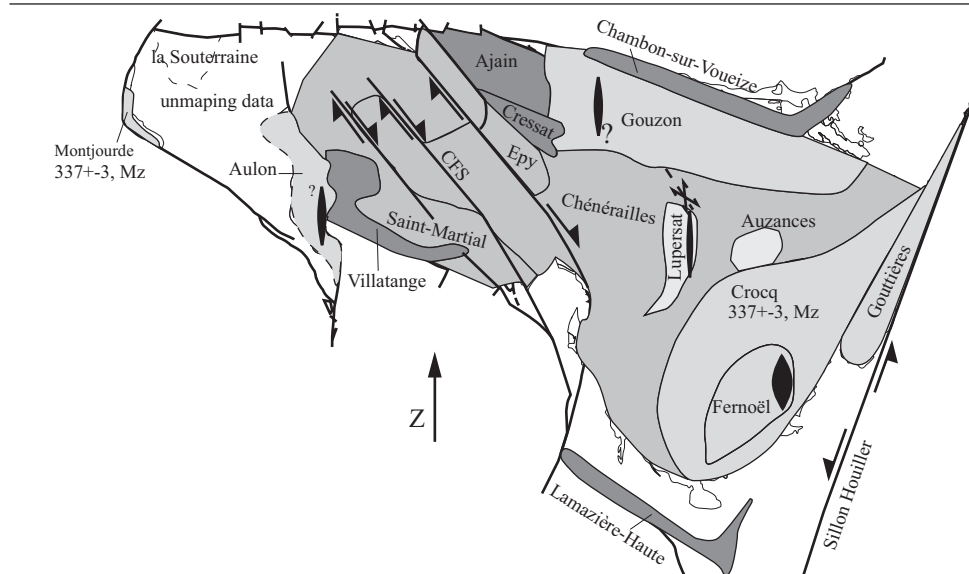 la Souterraine
unmaping data
Montjourde
337+-3, Mz
Aulon
?
Villatange
Saint-Martial
CFS
Epy
Cressat
Ajain
Chambon-sur-Voueize
Gouzon
?
Chénérailles
Lupersat
Auzances
Crocq
337+-3, Mz
Fernoël
Gouttières
Sillon Houiller
Lamazière-Haute
Z